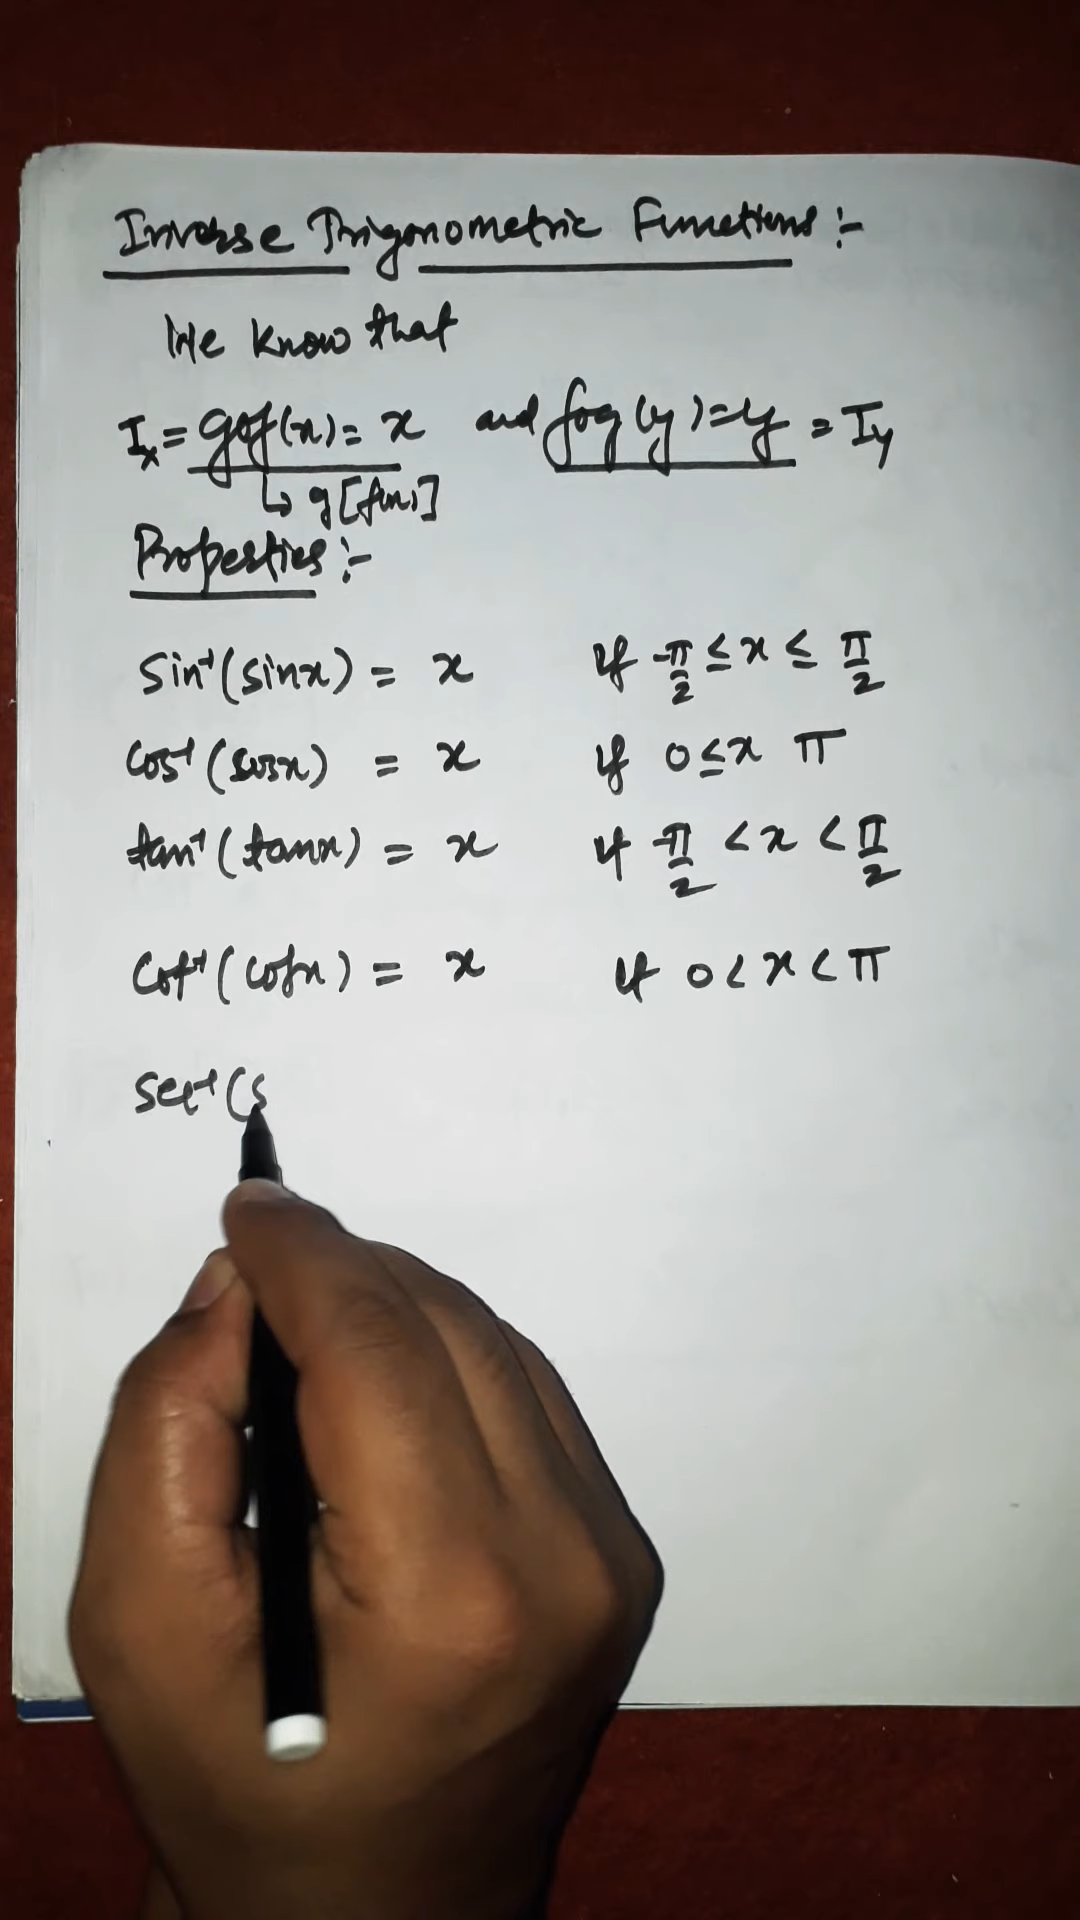 Inverse Trigonometric Functions :-
We know that
Iₓ = gof(x) = x and fog(y) = y = Iᵧ
↳ g[f(x)]
Properties :-
Sin⁻¹(sinx) = x if -π/2 ≤ x ≤ π/2
Cos⁻¹(cosx) = x if 0 ≤ x π
tan⁻¹(tanx) = x if -π/2 < x < π/2
Cot⁻¹(cotx) = x if 0 < x < π
Sec⁻¹(s